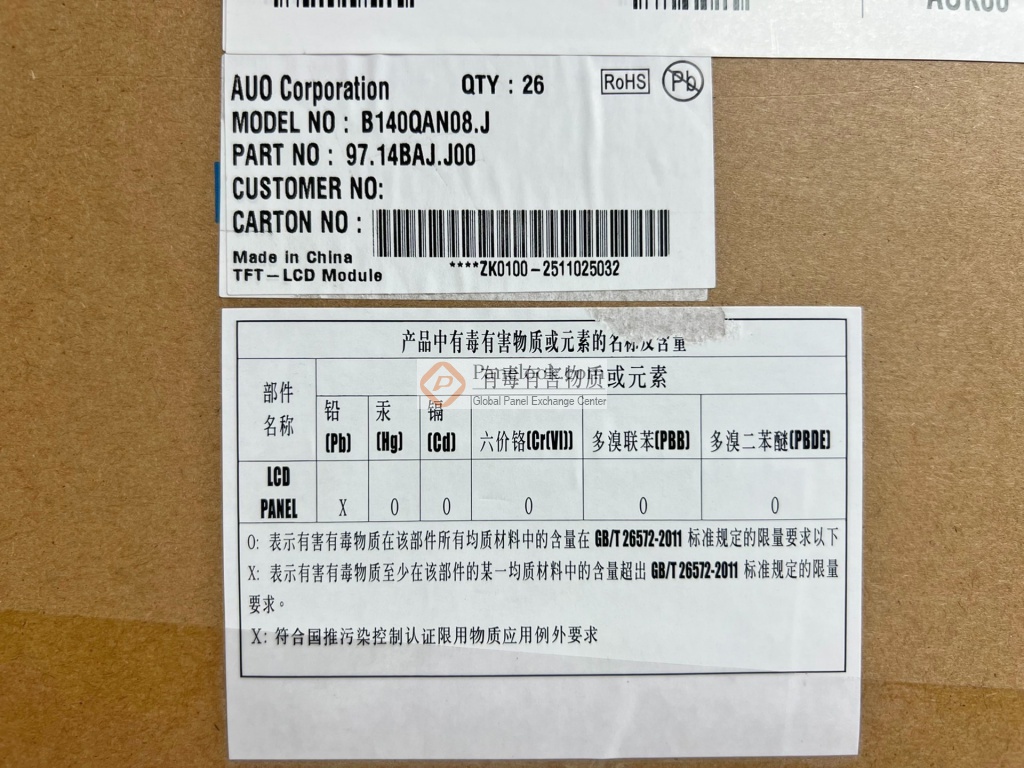 AUO Corporation QTY : 26 RoHS Pb
MODEL NO : B140QAN08.J
PART NO : 97.14BAJ.J00
CUSTOMER NO:
CARTON NO :
Made in China
TFT-LCD Module
****ZK0100-2511025032
产品中有毒有害物质或元素的名称及含量
部件
名称
有毒有害物质或元素
Panelook.com
Global Panel Exchange Center
铅
(Pb)
汞
(Hg)
镉
(Cd)
六价铬(Cr(VI))
多溴联苯(PBB)
多溴二苯醚(PBDE)
LCD
PANEL
X O O O O O
O: 表示有害有毒物质在该部件所有均质材料中的含量在 GB/T 26572-2011 标准规定的限量要求以下
X: 表示有害有毒物质至少在该部件的某一均质材料中的含量超出 GB/T 26572-2011 标准规定的限量
要求。
X: 符合国推污染控制认证限用物质应用例外要求